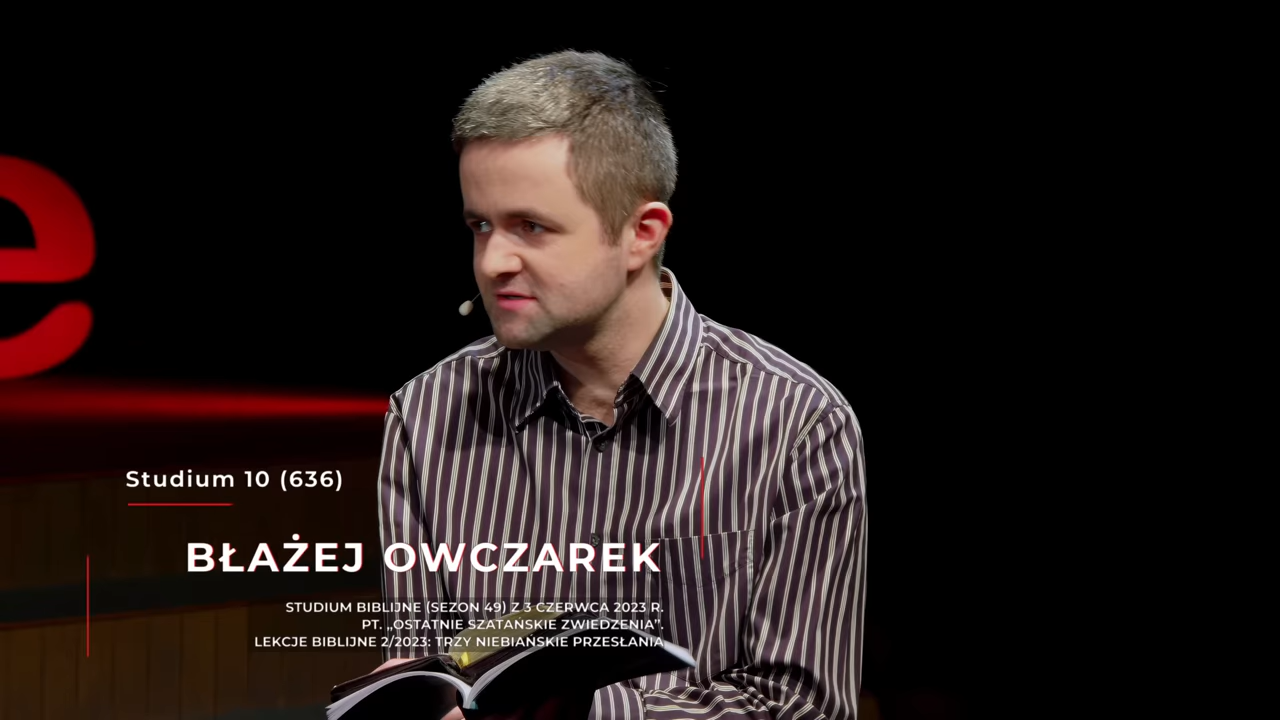 e
Studium 10 (636)
BŁAŻEJ OWCZAREK
STUDIUM BIBLIJNE (SEZON 49) Z 3 CZERWCA 2023 R.
PT. „OSTATNIE SZATAŃSKIE ZWIEDZENIA”.
LEKCJE BIBLIJNE 2/2023: TRZY NIEBIAŃSKIE PRZESŁANIA